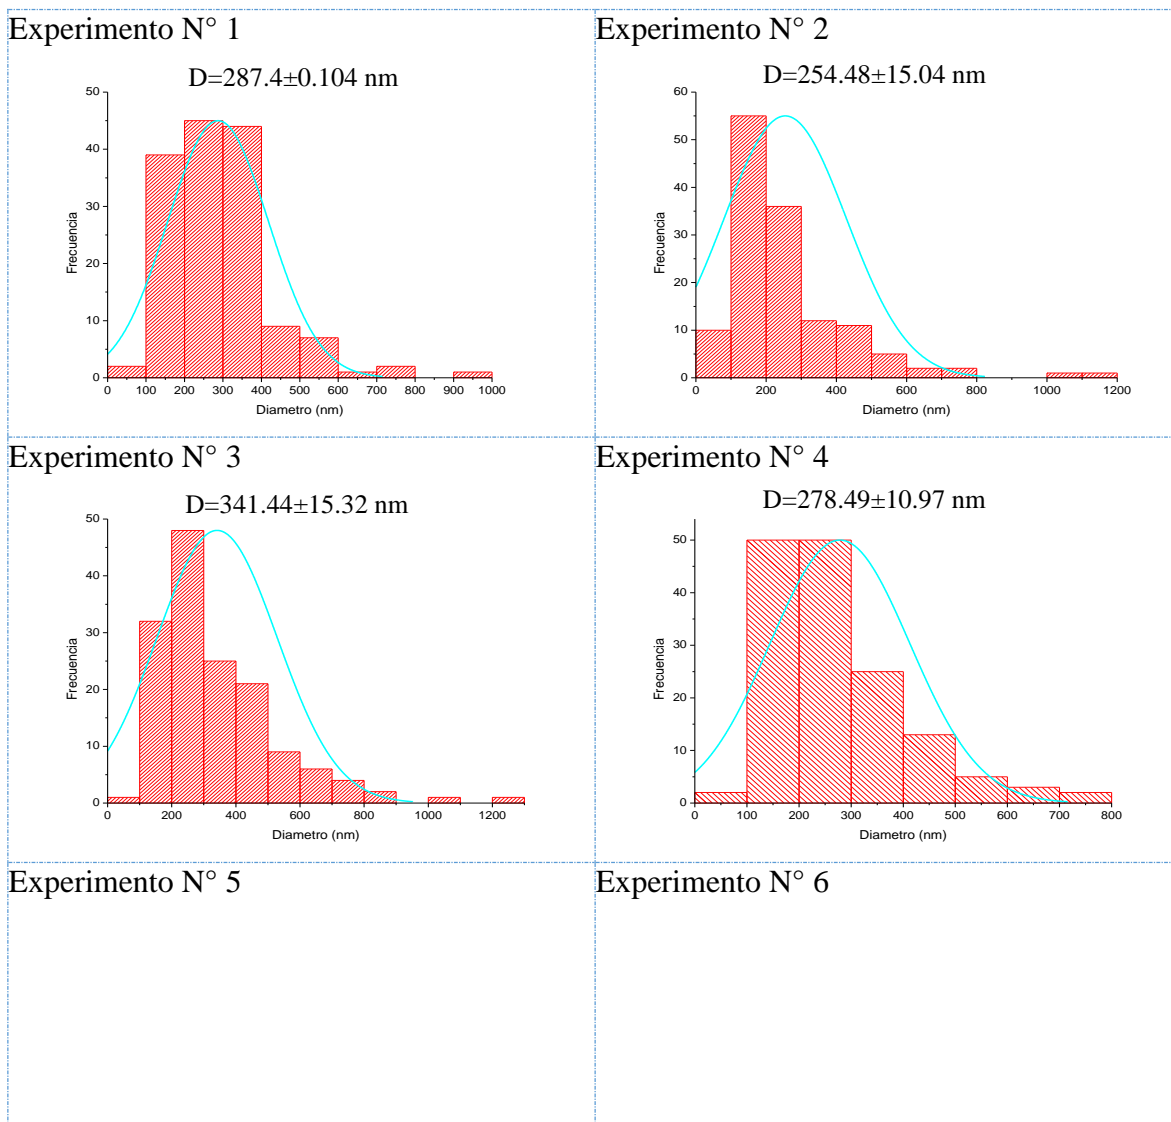 Experimento N° 1
D=287.4±0.104 nm
50
40
30
20
10
0
Frecuencia
0 100 200 300 400 500 600 700 800 900 1000
Diametro (nm)
Experimento N° 2
D=254.48±15.04 nm
60
50
40
30
20
10
0
Frecuencia
0 200 400 600 800 1000 1200
Diametro (nm)
Experimento N° 3
D=341.44±15.32 nm
50
40
30
20
10
0
Frecuencia
0 200 400 600 800 1000 1200
Diametro (nm)
Experimento N° 4
D=278.49±10.97 nm
50
40
30
20
10
0
Frecuencia
0 100 200 300 400 500 600 700 800
Diametro (nm)
Experimento N° 5
Experimento N° 6